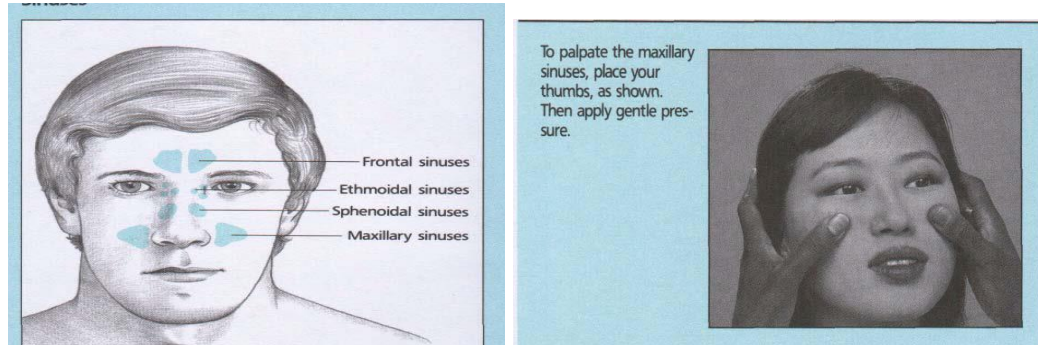 Sinuses
Frontal sinuses
Ethmoidal sinuses
Sphenoidal sinuses
Maxillary sinuses
To palpate the maxillary
sinuses, place your
thumbs, as shown.
Then apply gentle pres-
sure.